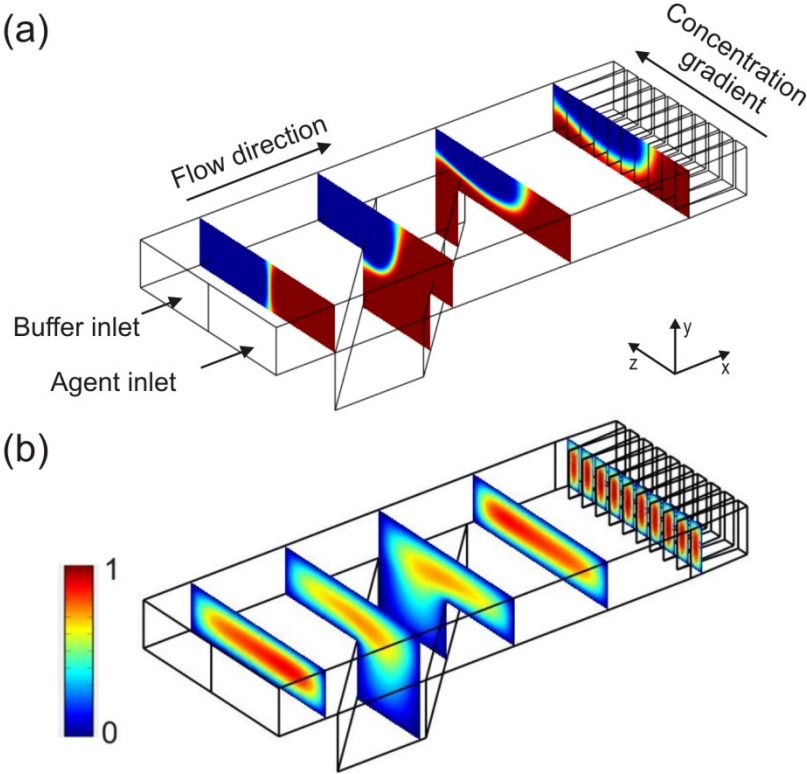 (a)
Concentration
gradient
Flow direction
Buffer inlet
Agent inlet
y
z
x
(b)
1
0